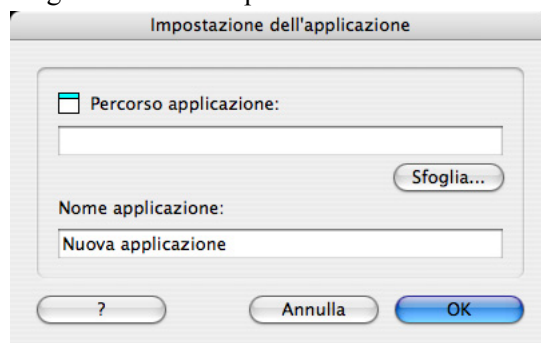 Impostazione dell'applicazione
Percorso applicazione:
Sfoglia...
Nome applicazione:
Nuova applicazione
?
Annulla
OK